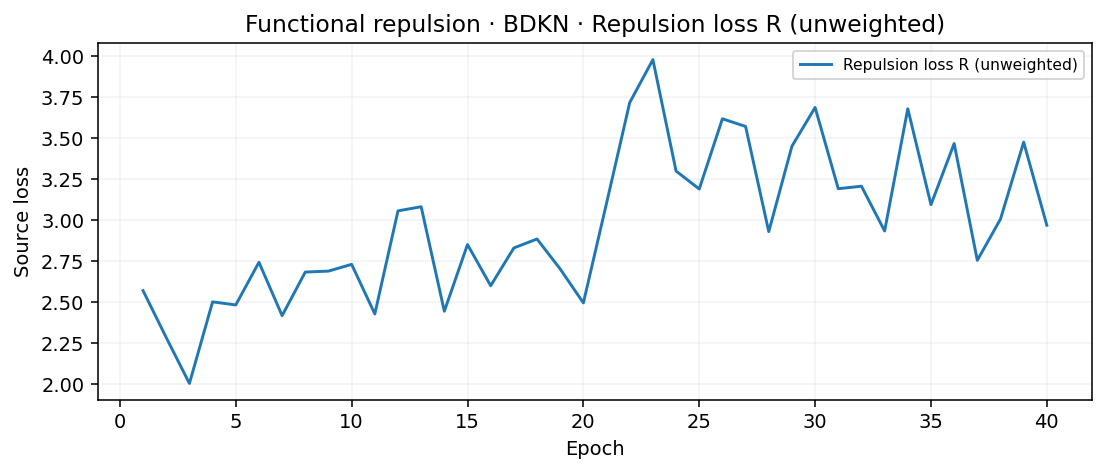 Functional repulsion · BDKN · Repulsion loss R (unweighted)
Repulsion loss R (unweighted)
Source loss
4.00
3.75
3.50
3.25
3.00
2.75
2.50
2.25
2.00
0 5 10 15 20 25 30 35 40
Epoch